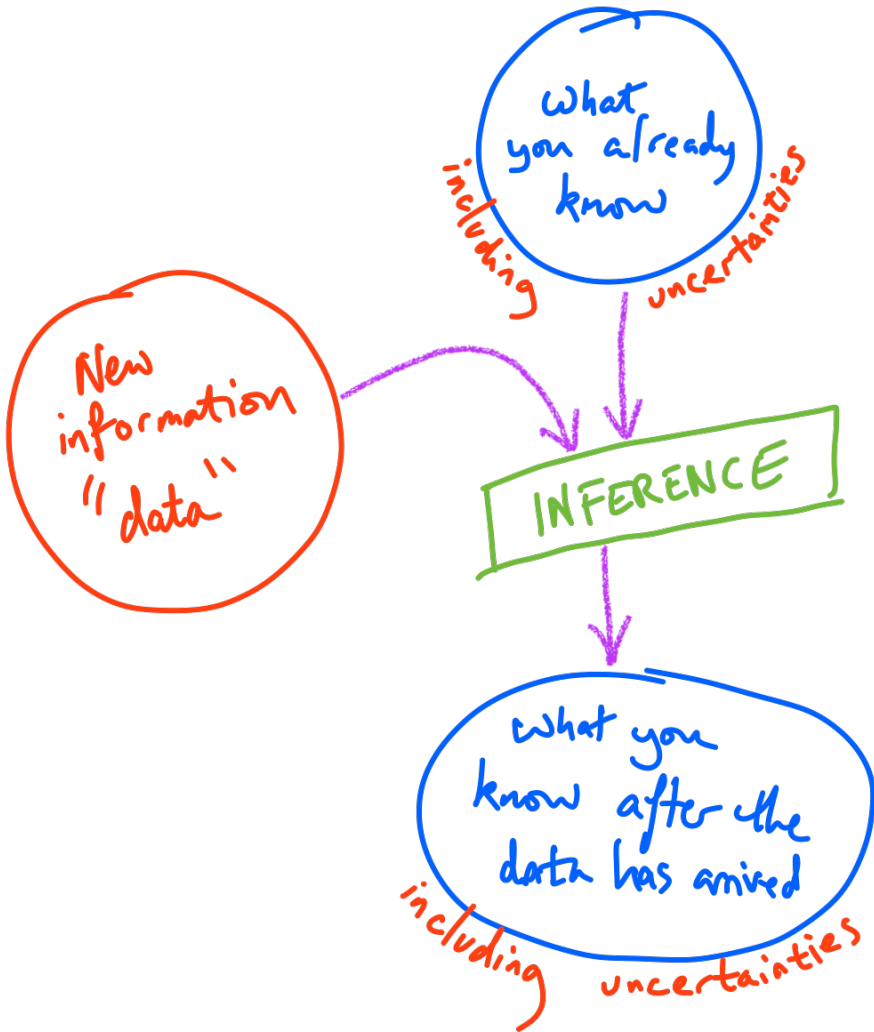 What
you already
know
including
uncertainties
New
information
"data"
INFERENCE
What you
know after the
data has arrived
including
uncertainties